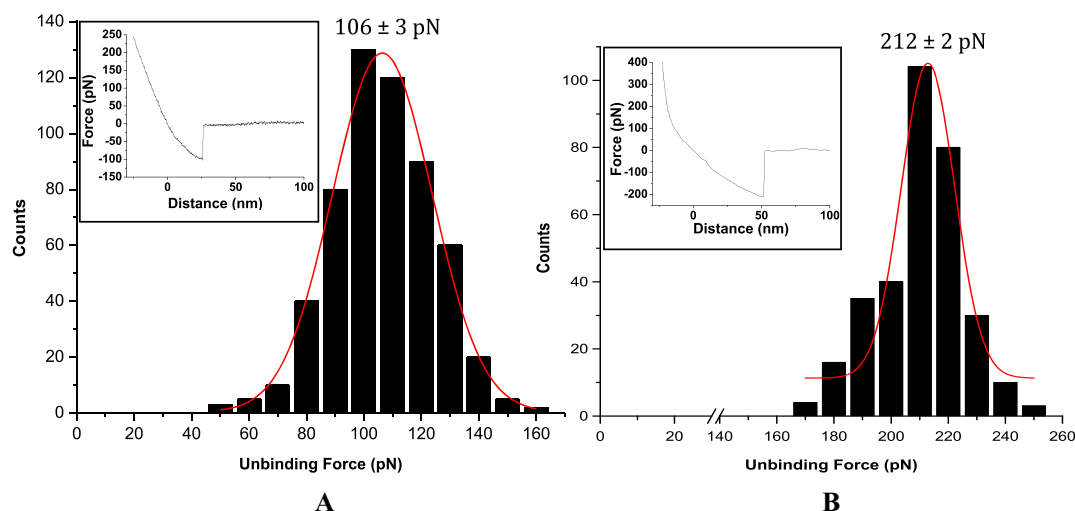 106 ± 3 pN
140
120
100
80
60
40
20
0
Counts
0 20 40 60 80 100 120 140 160
Unbinding Force (pN)
250
200
150
100
50
0
-50
-100
-150
Force (pN)
0 50 100
Distance (nm)
A
212 ± 2 pN
100
80
60
40
20
0
Counts
0 20 140 160 180 200 220 240 260
Unbinding Force (pN)
400
300
200
100
0
-100
-200
Force (pN)
0 50 100
Distance (nm)
B